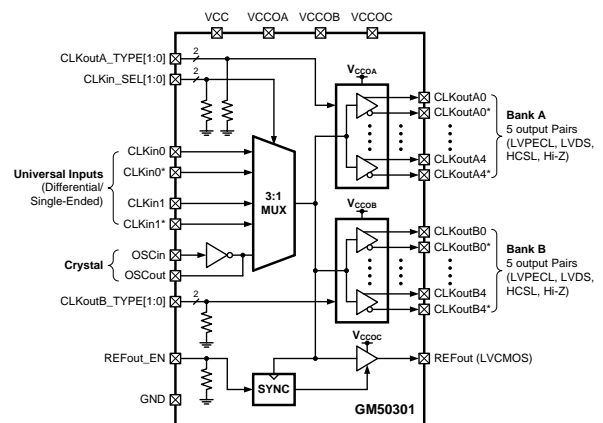 VCC VCCOA VCCOB VCCOC
CLKoutA_TYPE[1:0] 2
CLKin_SEL[1:0] 2
VCCOA
CLKoutA0
CLKoutA0*
CLKoutA4
CLKoutA4*
Bank A
5 output Pairs
(LVPECL, LVDS,
HCSL, Hi-Z)
Universal Inputs
(Differential/
Single-Ended)
CLKin0
CLKin0*
CLKin1
CLKin1*
3:1
MUX
Crystal
OSCin
OSCout
CLKoutB_TYPE[1:0] 2
VCCOB
CLKoutB0
CLKoutB0*
CLKoutB4
CLKoutB4*
Bank B
5 output Pairs
(LVPECL, LVDS,
HCSL, Hi-Z)
VCCOC
REFout_EN
SYNC
REFout (LVCMOS)
GND
GM50301